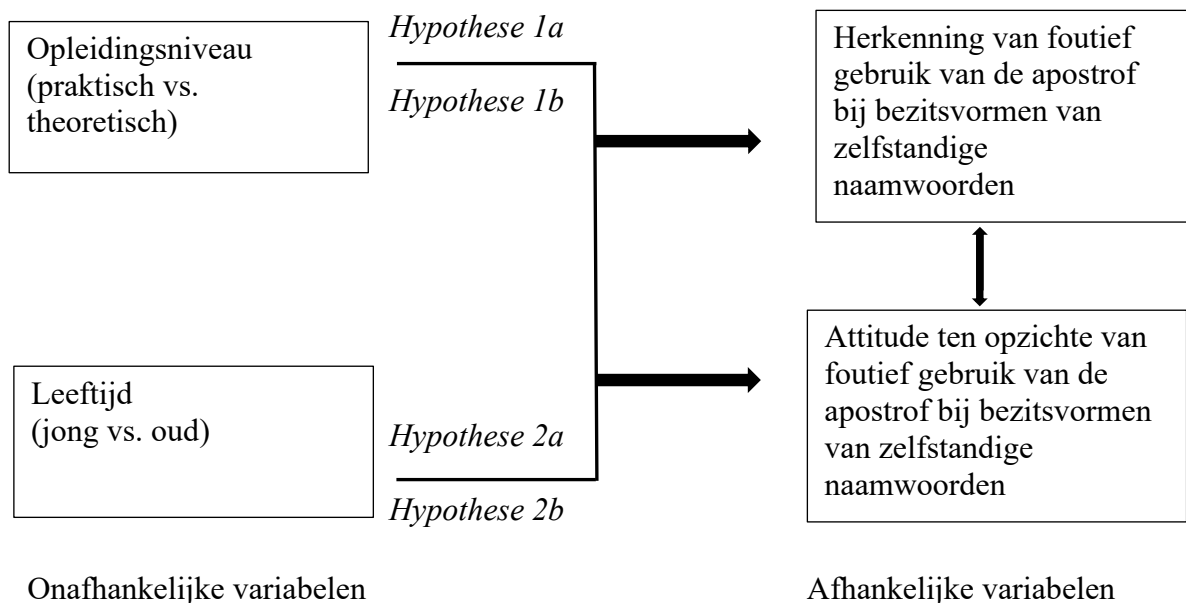 Opleidingsniveau
(praktisch vs.
theoretisch)
Hypothese 1a
Hypothese 1b
Herkenning van foutief
gebruik van de apostrof
bij bezitsvormen van
zelfstandige
naamwoorden
Leeftijd
(jong vs. oud)
Hypothese 2a
Hypothese 2b
Attitude ten opzichte van
foutief gebruik van de
apostrof bij bezitsvormen
van zelfstandige
naamwoorden
Onafhankelijke variabelen
Afhankelijke variabelen